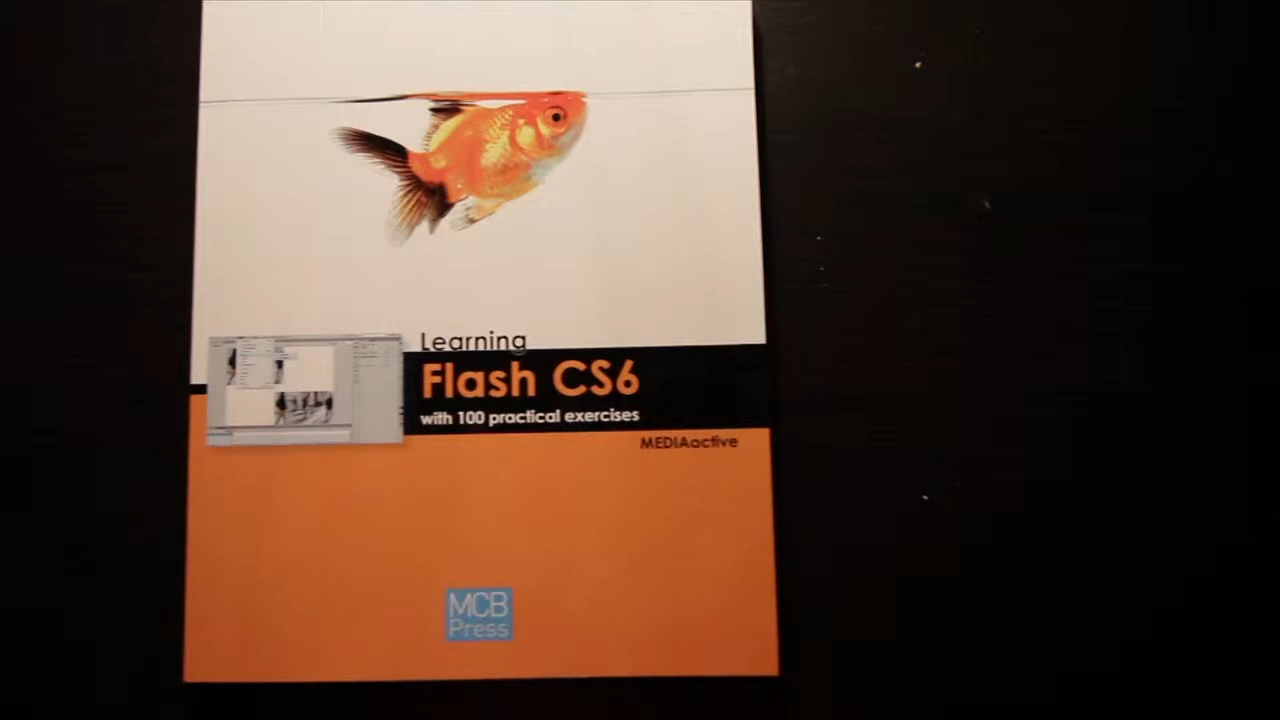 Learning
Flash CS6
with 100 practical exercises
MEDIAactive
MCB
Press